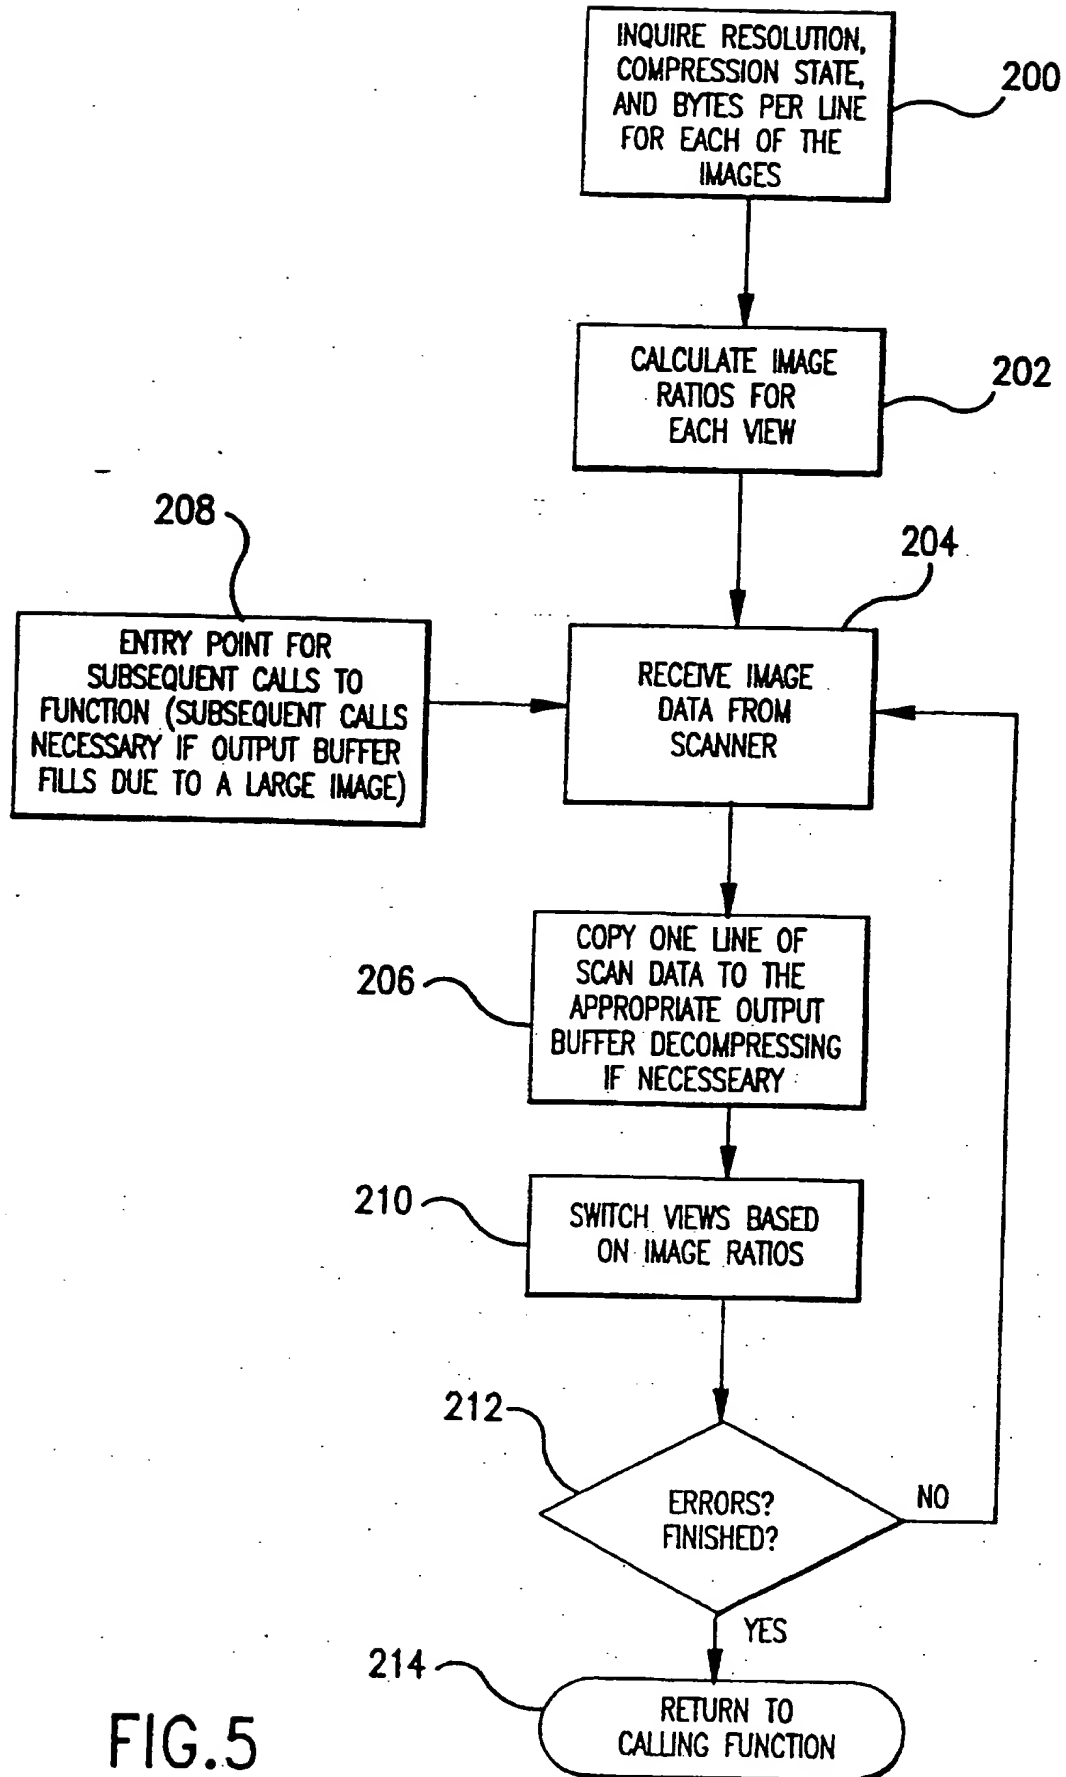 INQUIRE RESOLUTION,
COMPRESSION STATE,
AND BYTES PER LINE
FOR EACH OF THE
IMAGES
200
CALCULATE IMAGE
RATIOS FOR
EACH VIEW
202
208
204
ENTRY POINT FOR
SUBSEQUENT CALLS TO
FUNCTION (SUBSEQUENT CALLS
NECESSARY IF OUTPUT BUFFER
FILLS DUE TO A LARGE IMAGE)
RECEIVE IMAGE
DATA FROM
SCANNER
206
COPY ONE LINE OF
SCAN DATA TO THE
APPROPRIATE OUTPUT
BUFFER DECOMPRESSING
IF NECESSEARY
210
SWITCH VIEWS BASED
ON IMAGE RATIOS
212
ERRORS?
FINISHED?
NO
YES
214
RETURN TO
CALLING FUNCTION
FIG.5